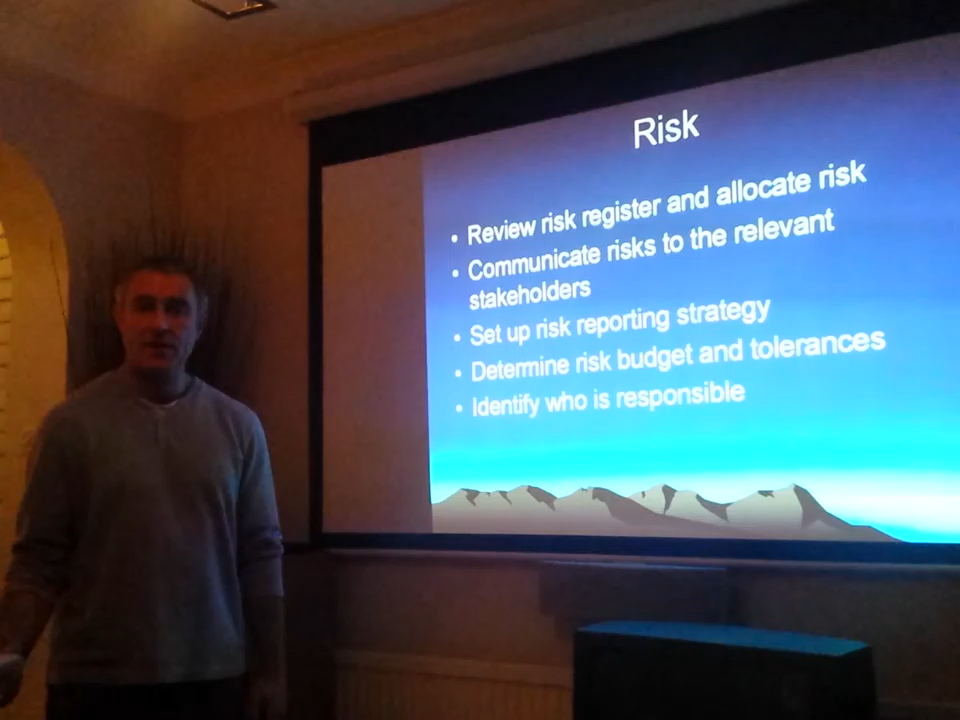 Risk
• Review risk register and allocate risk
• Communicate risks to the relevant
stakeholders
• Set up risk reporting strategy
• Determine risk budget and tolerances
• Identify who is responsible